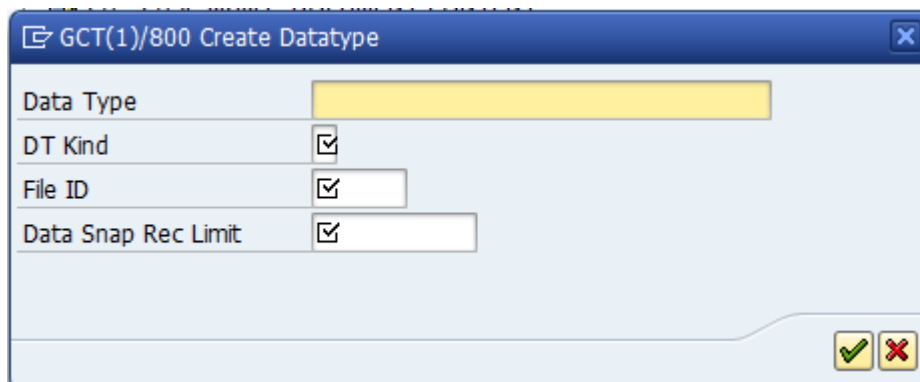 GCT(1)/800 Create Datatype
Data Type
DT Kind
File ID
Data Snap Rec Limit